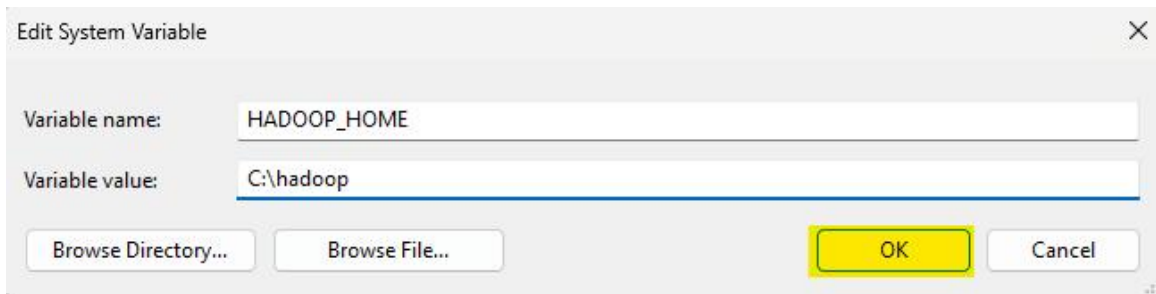 Edit System Variable
Variable name: HADOOP_HOME
Variable value: C:\hadoop
Browse Directory... Browse File... OK Cancel